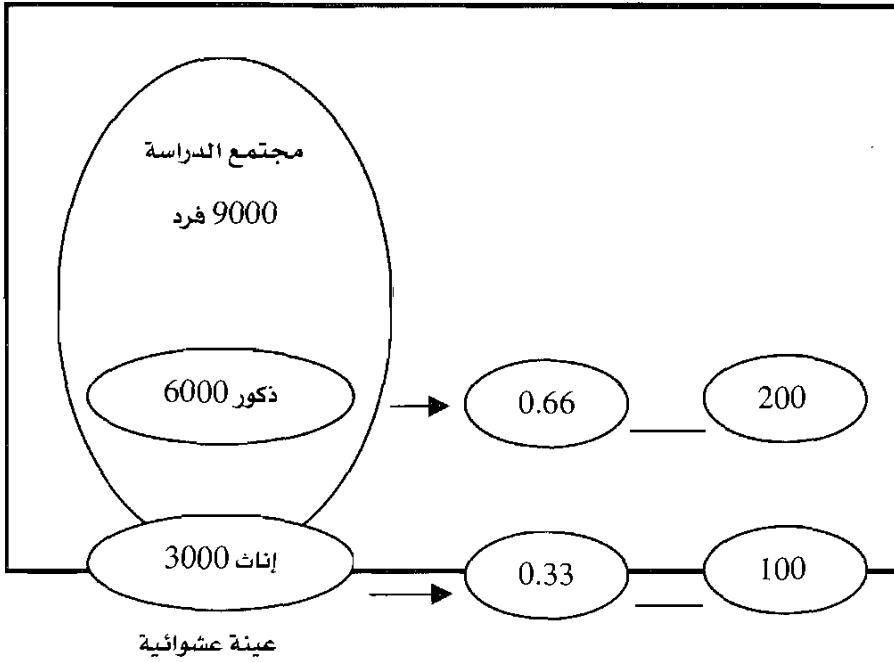 مجتمع الدراسة
9000 فرد
ذكور 6000
0.66
200
إناث 3000
0.33
100
عينة عشوائية